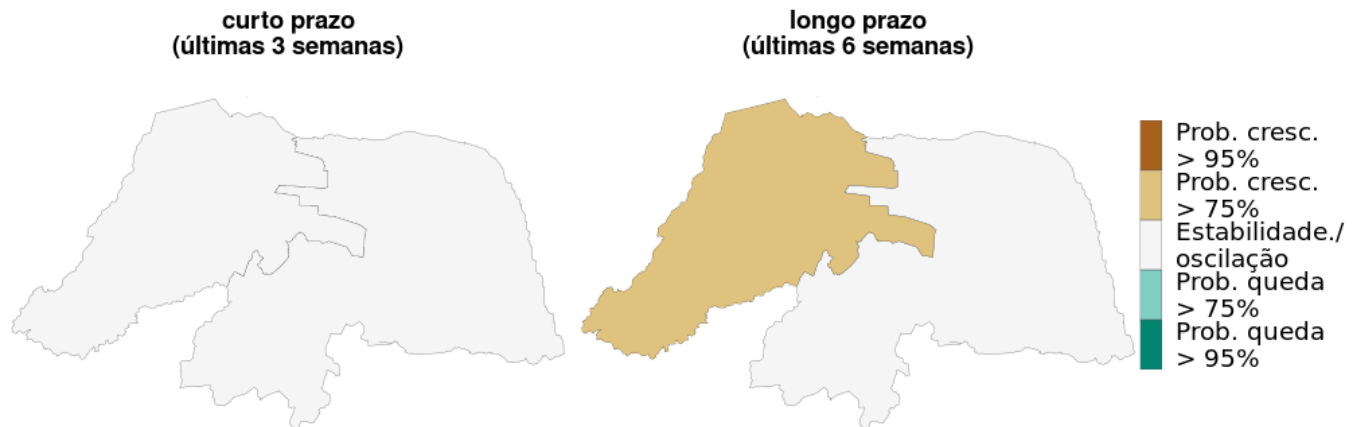 curto prazo
(últimas 3 semanas)
longo prazo
(últimas 6 semanas)
Prob. cresc.
> 95%
Prob. cresc.
> 75%
Estabilidade./
oscilação
Prob. queda
> 75%
Prob. queda
> 95%